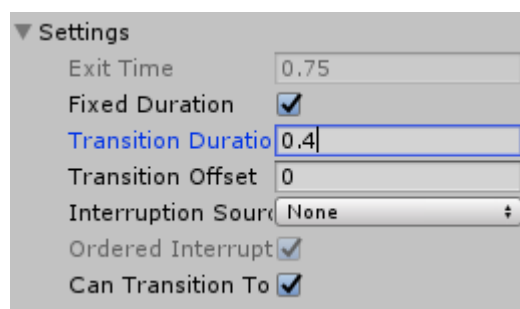 Settings
Exit Time 0.75
Fixed Duration
Transition Duratio 0.4
Transition Offset 0
Interruption Sour None
Ordered Interrupt
Can Transition To